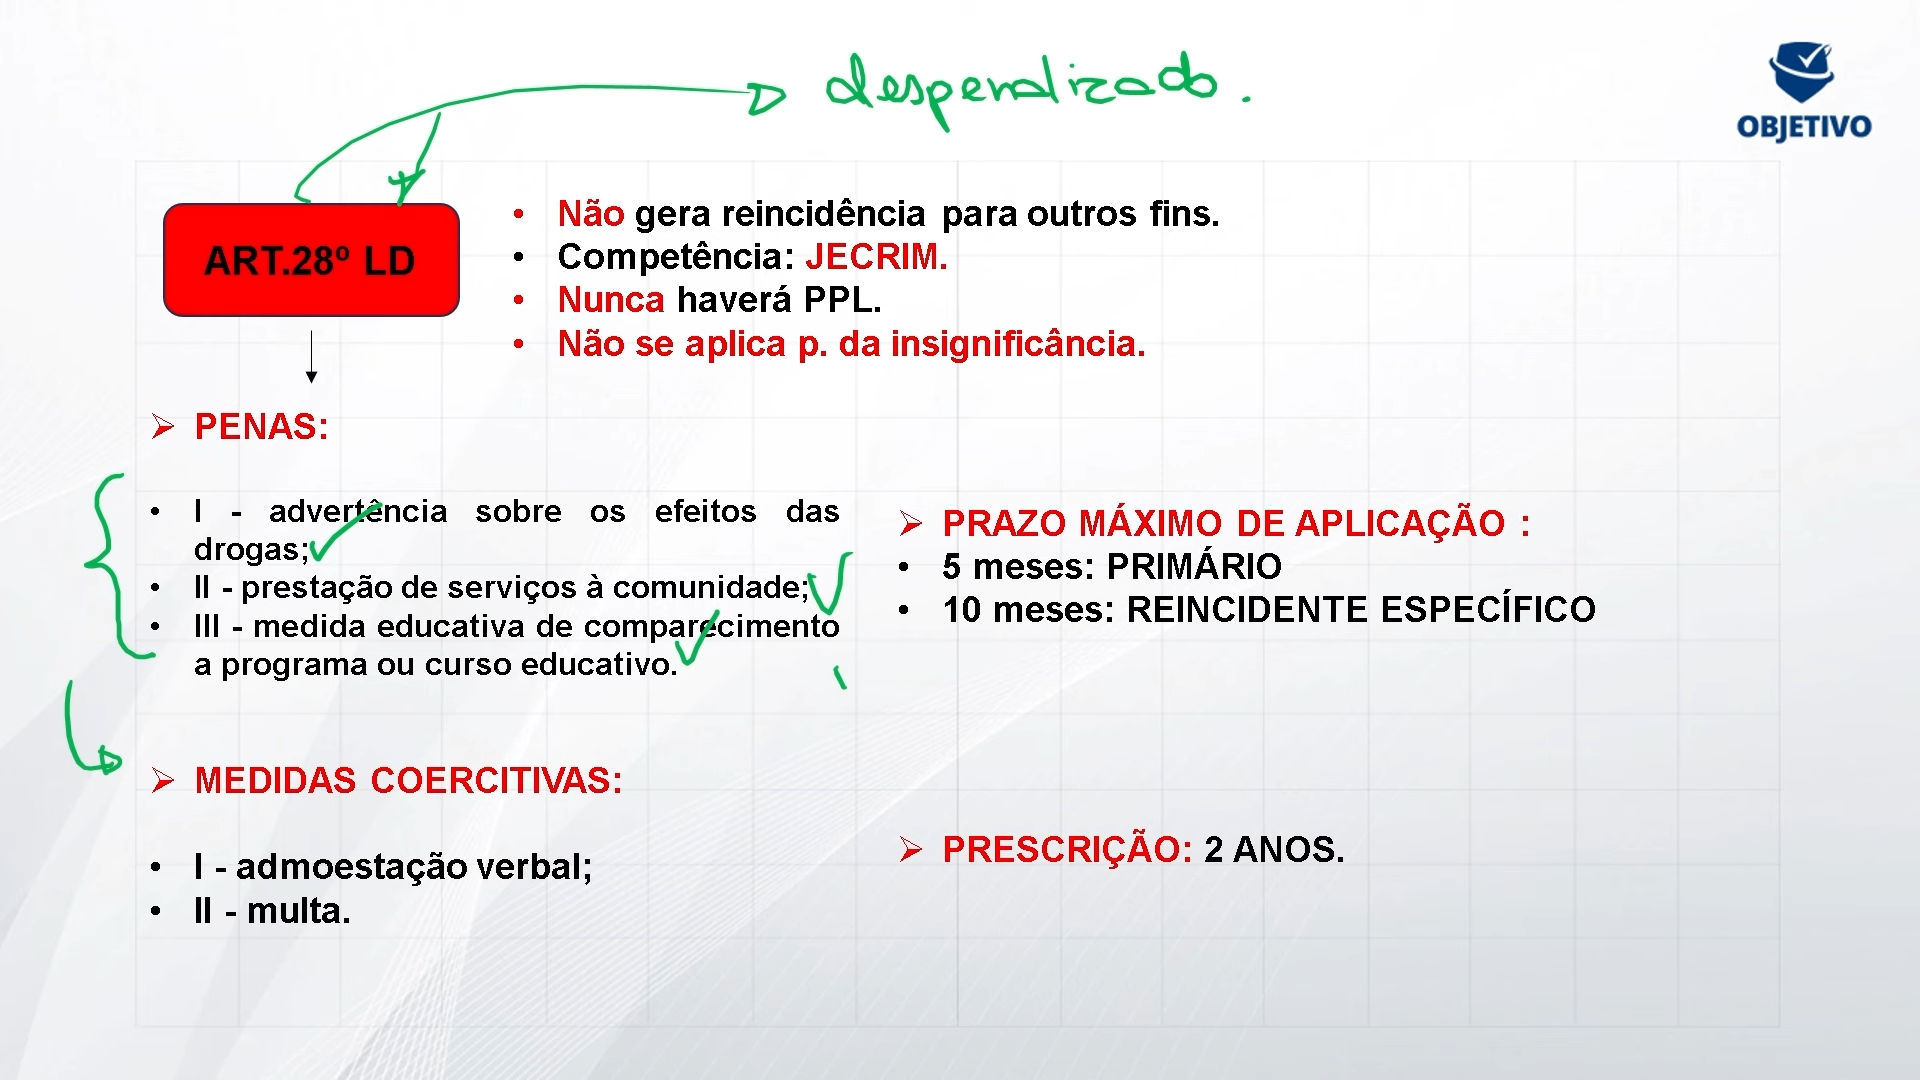 despenalizado.
OBJETIVO
ART.28º LD
• Não gera reincidência para outros fins.
• Competência: JECRIM.
• Nunca haverá PPL.
• Não se aplica p. da insignificância.
➢ PENAS:
• I - advertência sobre os efeitos das
drogas;
• II - prestação de serviços à comunidade;
• III - medida educativa de comparecimento
a programa ou curso educativo.
➢ PRAZO MÁXIMO DE APLICAÇÃO :
• 5 meses: PRIMÁRIO
• 10 meses: REINCIDENTE ESPECÍFICO
➢ MEDIDAS COERCITIVAS:
• I - admoestação verbal;
• II - multa.
➢ PRESCRIÇÃO: 2 ANOS.